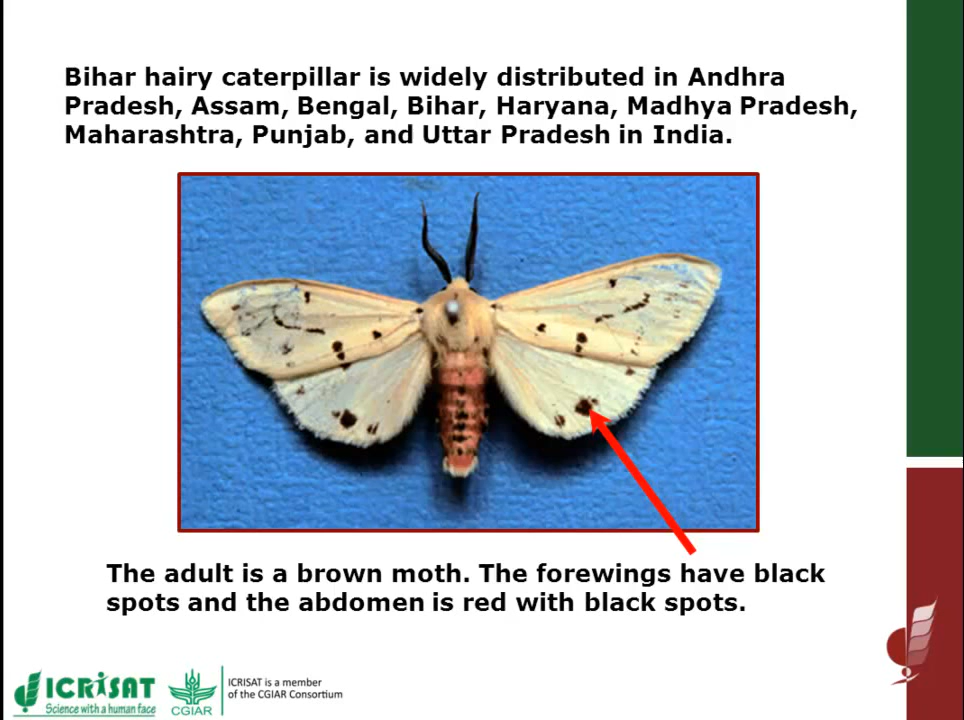 Bihar hairy caterpillar is widely distributed in Andhra
Pradesh, Assam, Bengal, Bihar, Haryana, Madhya Pradesh,
Maharashtra, Punjab, and Uttar Pradesh in India.
The adult is a brown moth. The forewings have black
spots and the abdomen is red with black spots.
ICRISAT
Science with a human face
CGIAR
ICRISAT is a member
of the CGIAR Consortium